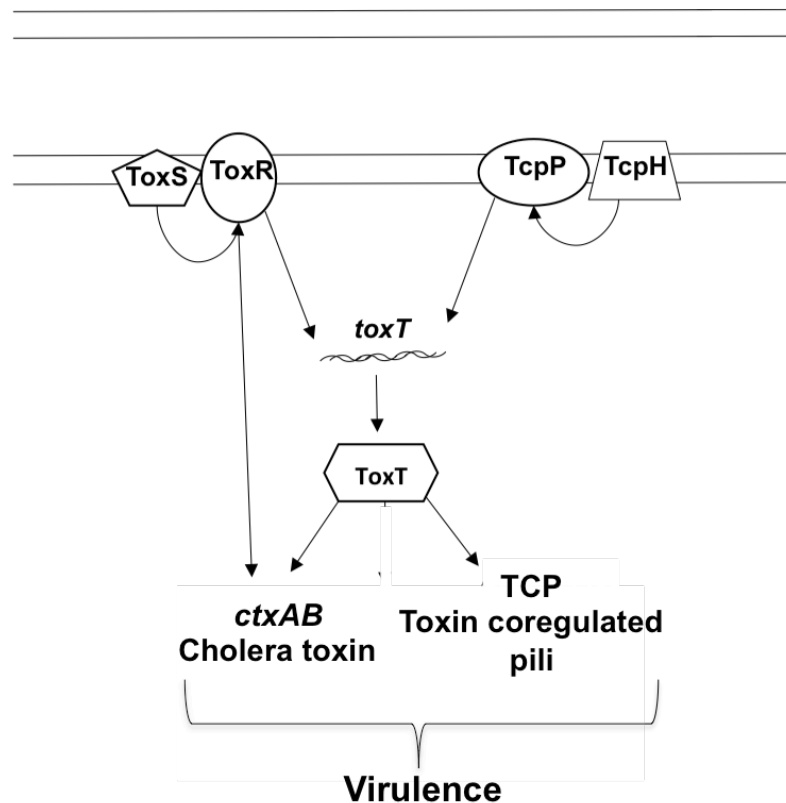 ToxS
ToxR
TcpP
TcpH
toxT
ToxT
ctxAB
Cholera toxin
TCP
Toxin coregulated
pili
Virulence